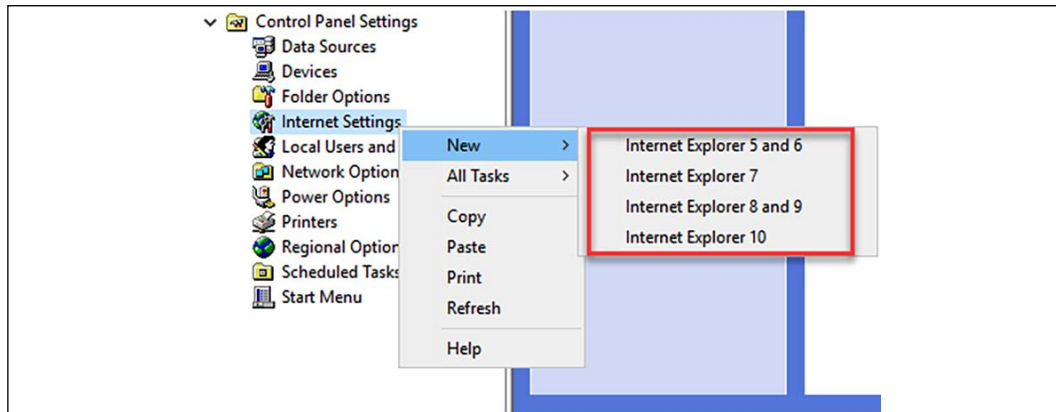 Control Panel Settings
Data Sources
Devices
Folder Options
Internet Settings
Local Users and
Network Option
Power Options
Printers
Regional Option
Scheduled Tasks
Start Menu
New
All Tasks
Copy
Paste
Print
Refresh
Help
Internet Explorer 5 and 6
Internet Explorer 7
Internet Explorer 8 and 9
Internet Explorer 10